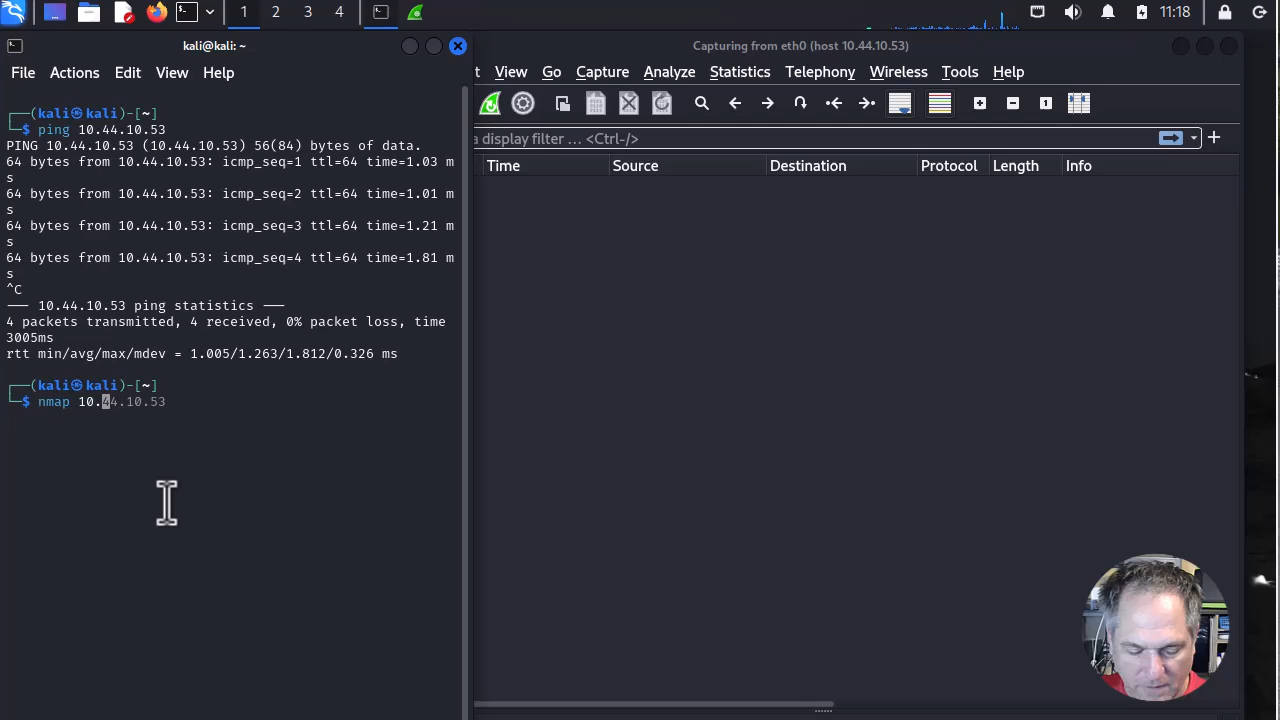 1 2 3 4 11:18
kali@kali: ~
File Actions Edit View Help
┌──(kali㉿kali)-[~]
└─$ ping 10.44.10.53
PING 10.44.10.53 (10.44.10.53) 56(84) bytes of data.
64 bytes from 10.44.10.53: icmp_seq=1 ttl=64 time=1.03 m
s
64 bytes from 10.44.10.53: icmp_seq=2 ttl=64 time=1.01 m
s
64 bytes from 10.44.10.53: icmp_seq=3 ttl=64 time=1.21 m
s
64 bytes from 10.44.10.53: icmp_seq=4 ttl=64 time=1.81 m
s
^C
--- 10.44.10.53 ping statistics ---
4 packets transmitted, 4 received, 0% packet loss, time
3005ms
rtt min/avg/max/mdev = 1.005/1.263/1.812/0.326 ms
┌──(kali㉿kali)-[~]
└─$ nmap 10.44.10.53
Capturing from eth0 (host 10.44.10.53)
t View Go Capture Analyze Statistics Telephony Wireless Tools Help
a display filter ... <Ctrl-/>
Time Source Destination Protocol Length Info